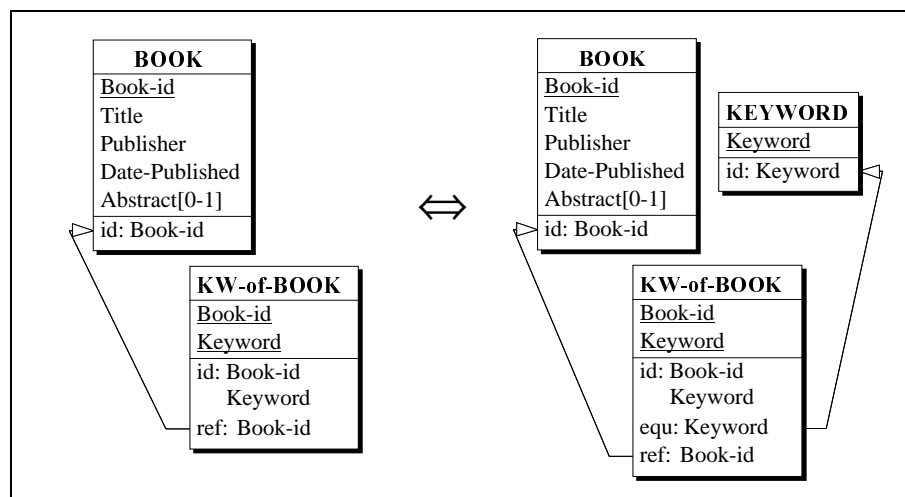 BOOK
Book-id
Title
Publisher
Date-Published
Abstract[0-1]
id: Book-id
KW-of-BOOK
Book-id
Keyword
id: Book-id
Keyword
ref: Book-id
⇔
BOOK
Book-id
Title
Publisher
Date-Published
Abstract[0-1]
id: Book-id
KEYWORD
Keyword
id: Keyword
KW-of-BOOK
Book-id
Keyword
id: Book-id
Keyword
equ: Keyword
ref: Book-id